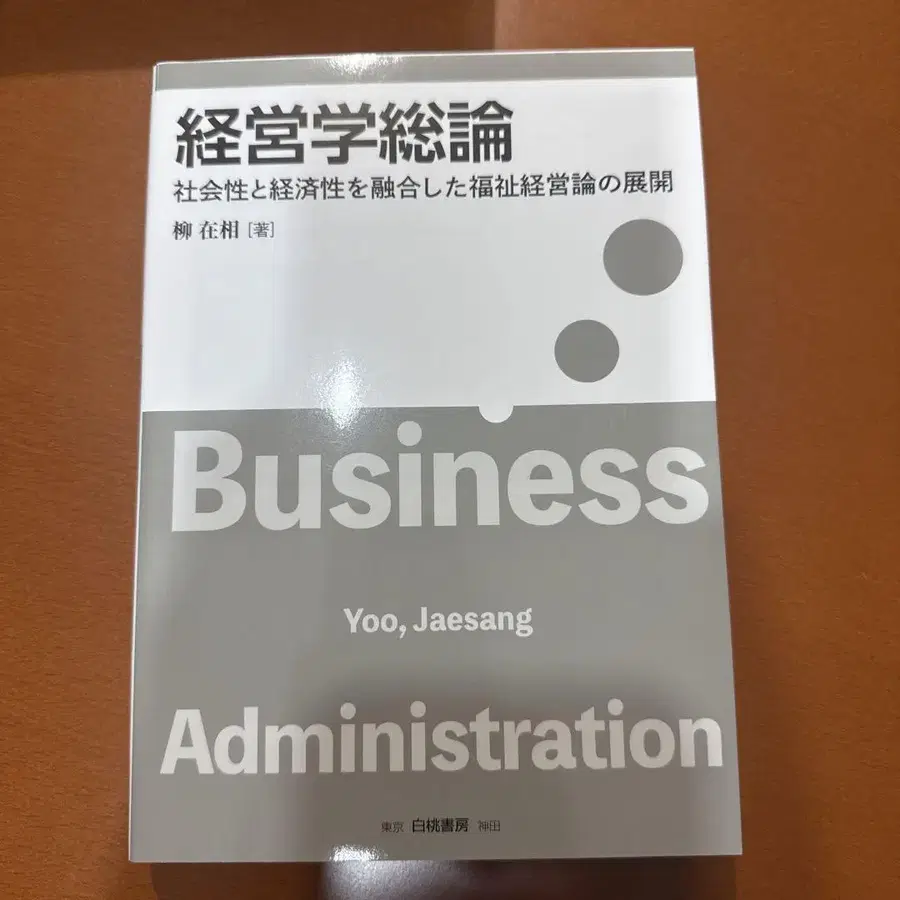 経営学総論
社会性と経済性を融合した福祉経営論の展開
柳 在相 [著]
Business
Yoo, Jaesang
Administration
東京 白桃書房 神田